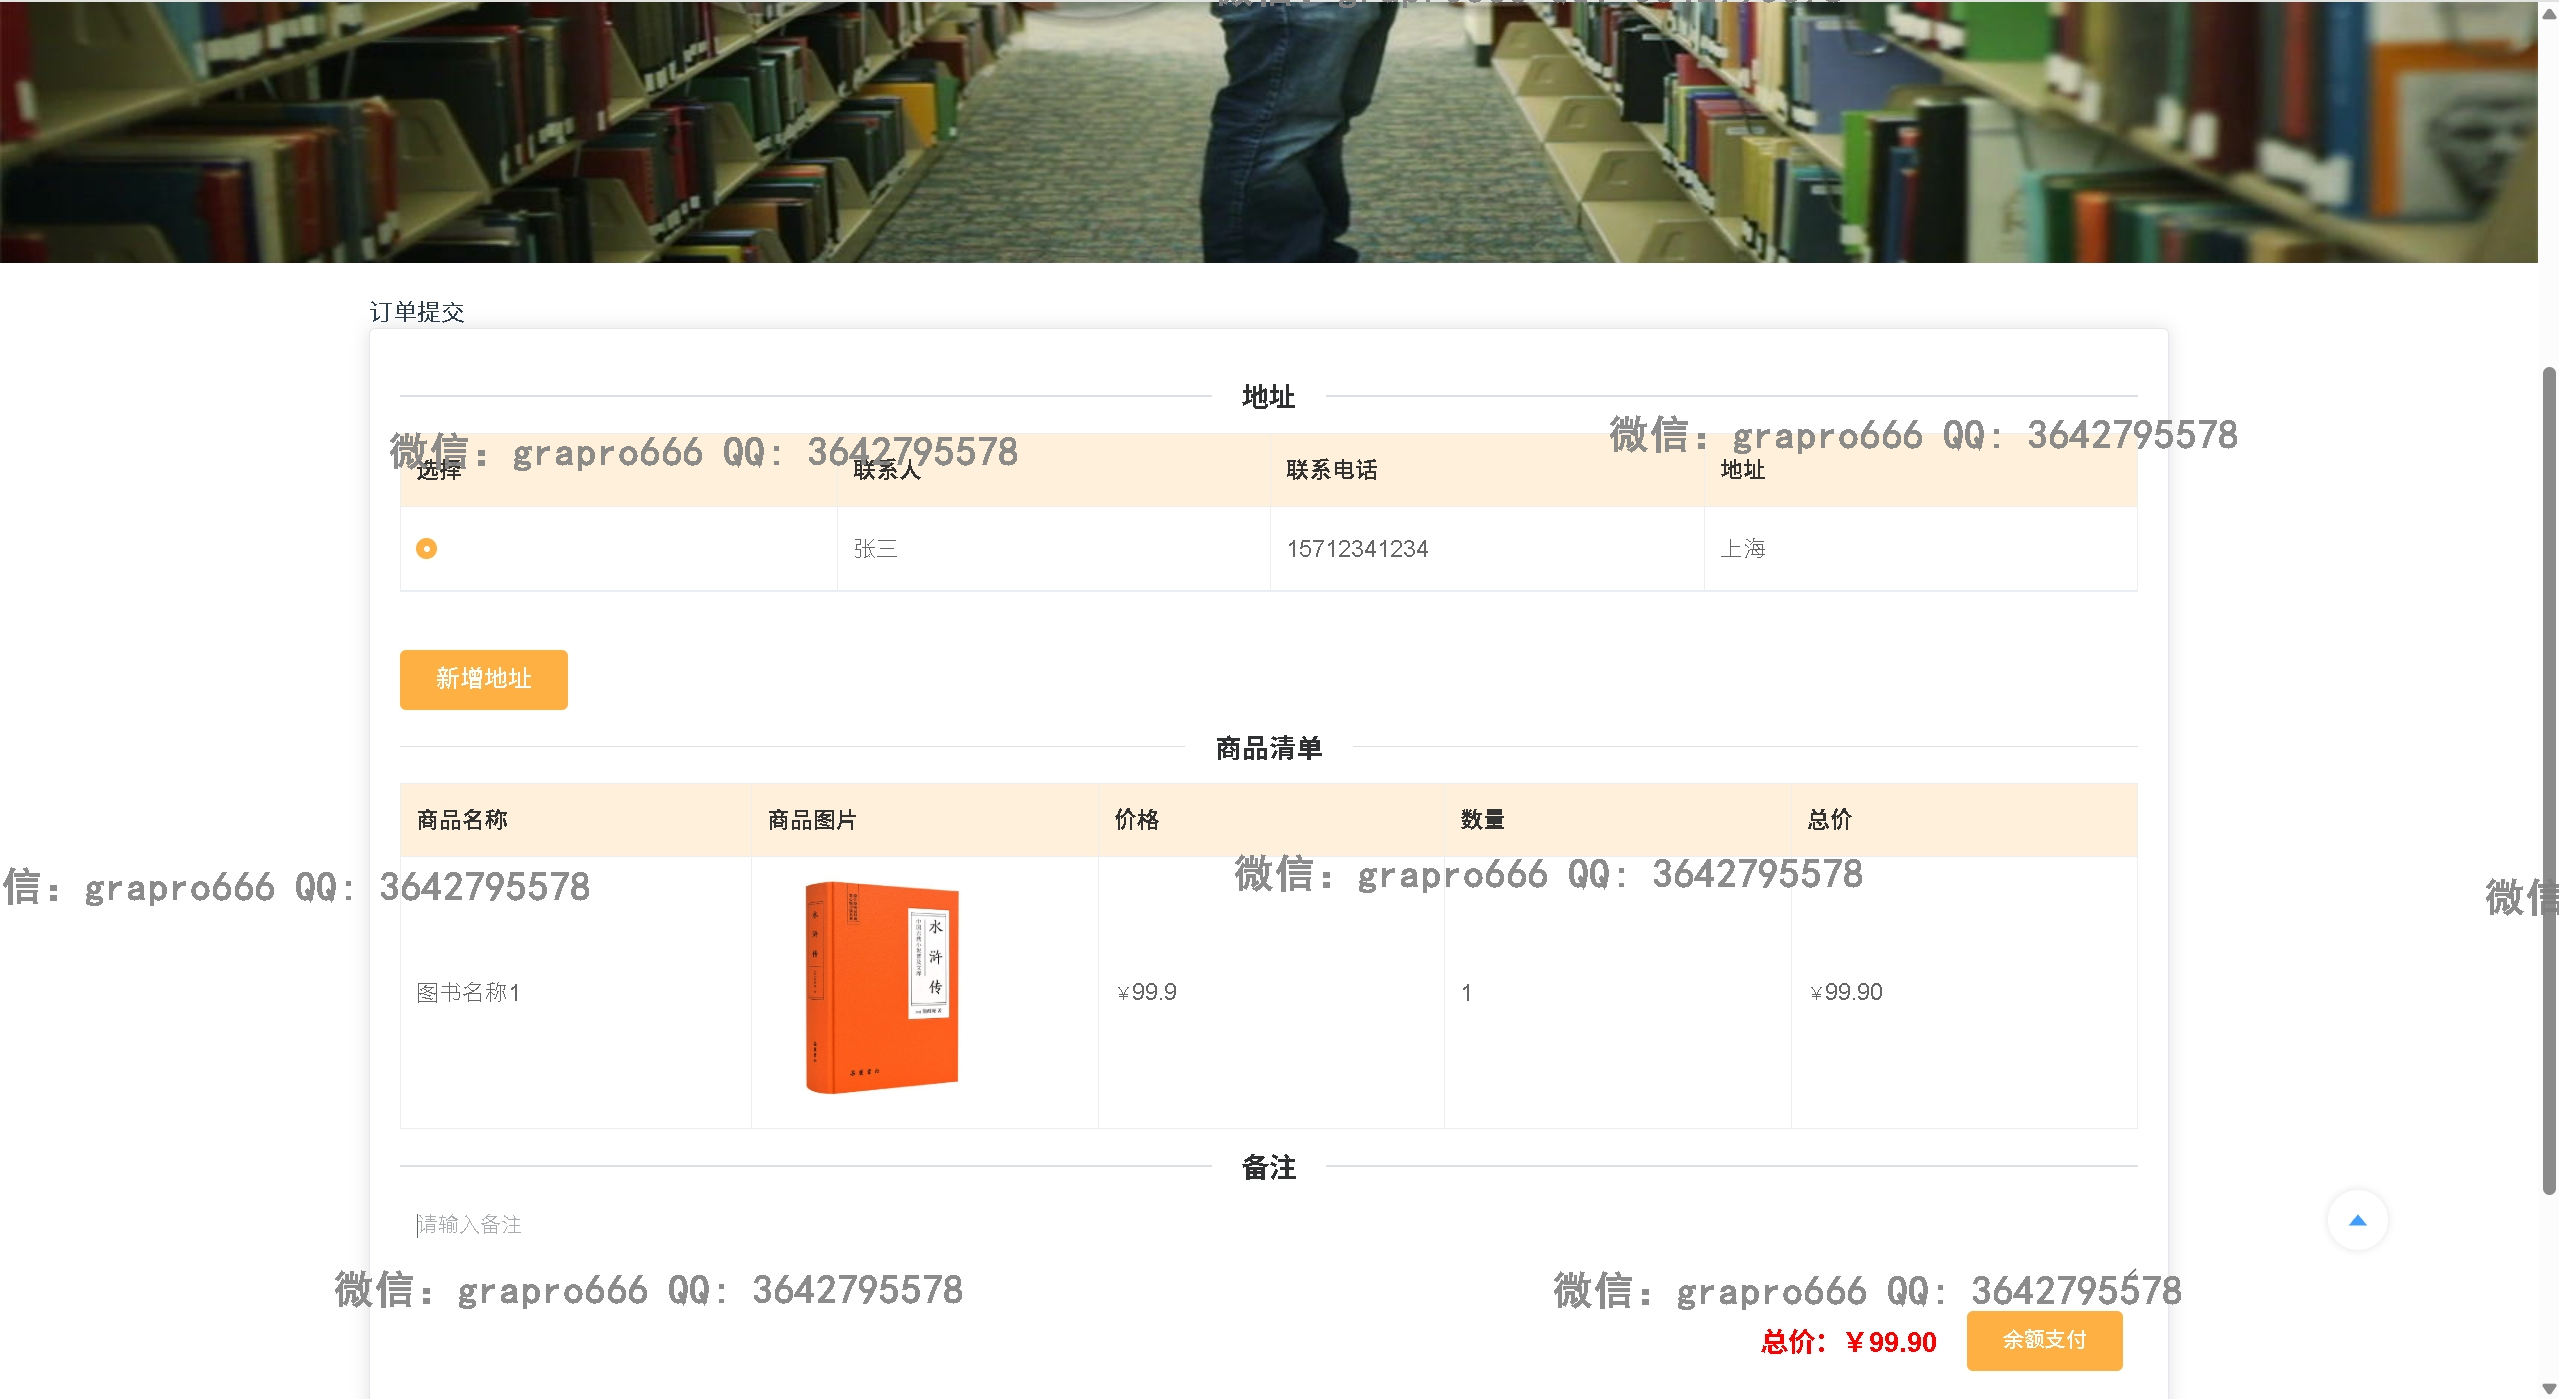 订单提交
地址
微信：grapro666 QQ：3642795578
微信：grapro666 QQ：3642795578
选择 联系人 联系电话 地址
张三 15712341234 上海
新增地址
商品清单
商品名称 商品图片 价格 数量 总价
信：grapro666 QQ：3642795578
微信：grapro666 QQ：3642795578
微信
水浒传
图书名称1 ¥99.9 1 ¥99.90
备注
请输入备注
微信：grapro666 QQ：3642795578
微信：grapro666 QQ：3642795578
总价：¥99.90 余额支付